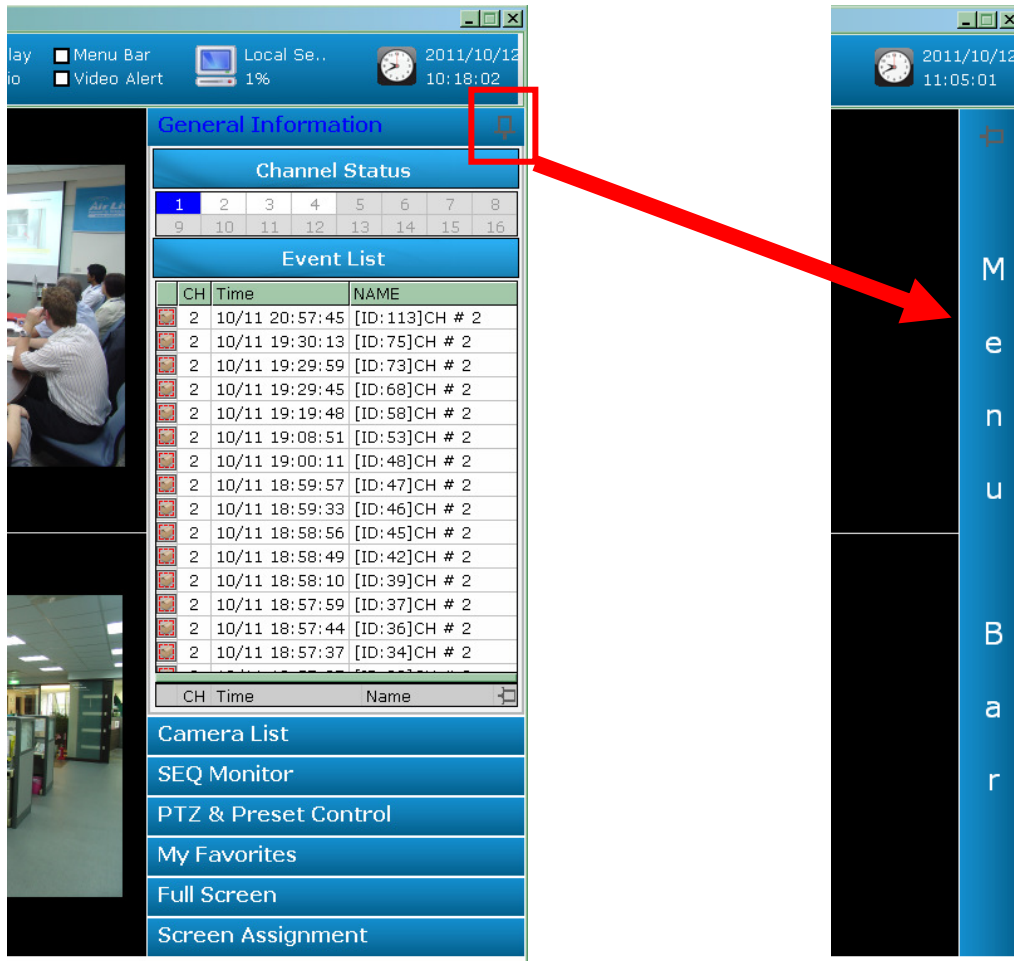 lay Menu Bar Local Se.. 2011/10/12
io Video Alert 1% 10:18:02
General Information
Channel Status
1 2 3 4 5 6 7 8
9 10 11 12 13 14 15 16
Event List
CH Time NAME
2 10/11 20:57:45 [ID:113]CH # 2
2 10/11 19:30:13 [ID:75]CH # 2
2 10/11 19:29:59 [ID:73]CH # 2
2 10/11 19:29:45 [ID:68]CH # 2
2 10/11 19:19:48 [ID:58]CH # 2
2 10/11 19:08:51 [ID:53]CH # 2
2 10/11 19:00:11 [ID:48]CH # 2
2 10/11 18:59:57 [ID:47]CH # 2
2 10/11 18:59:33 [ID:46]CH # 2
2 10/11 18:58:56 [ID:45]CH # 2
2 10/11 18:58:49 [ID:42]CH # 2
2 10/11 18:58:10 [ID:39]CH # 2
2 10/11 18:57:59 [ID:37]CH # 2
2 10/11 18:57:44 [ID:36]CH # 2
2 10/11 18:57:37 [ID:34]CH # 2
CH Time Name
Camera List
SEQ Monitor
PTZ & Preset Control
My Favorites
Full Screen
Screen Assignment
Air Li
2011/10/12
11:05:01
Menu Bar